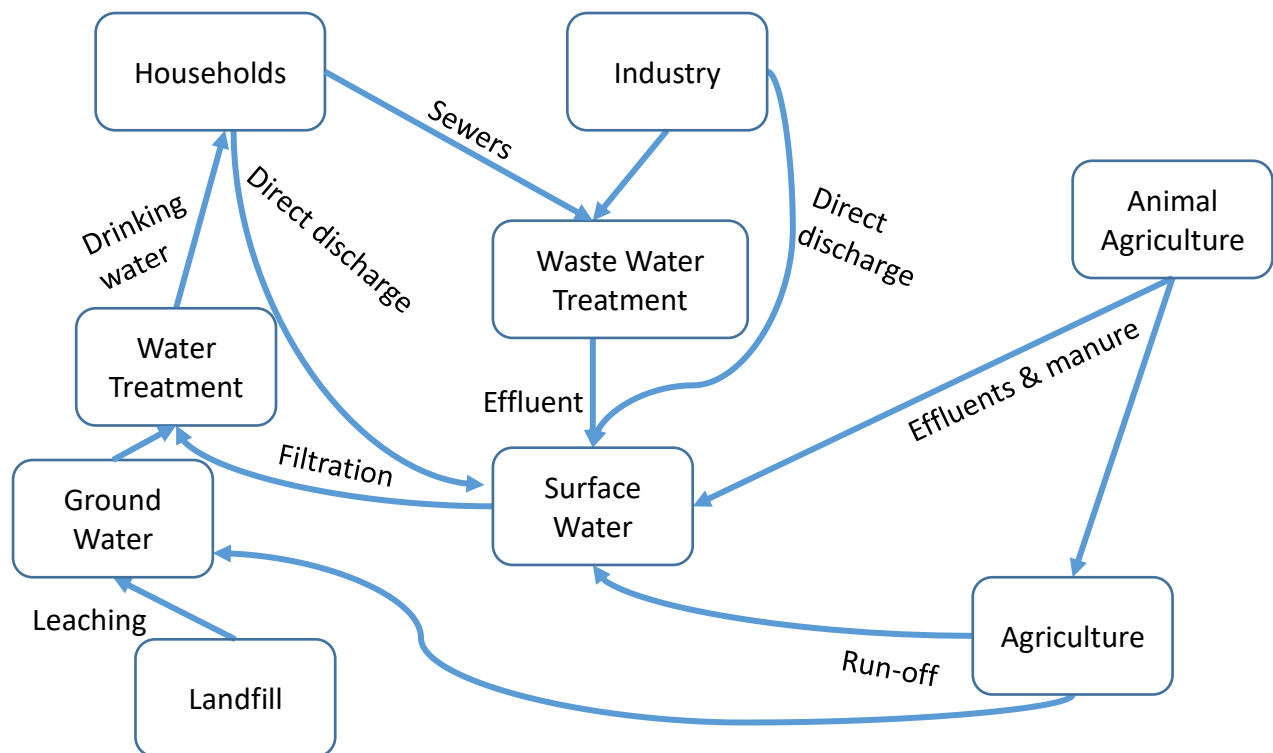 Households
Industry
Sewers
Direct discharge
Drinking
water
Direct
discharge
Animal
Agriculture
Waste Water
Treatment
Water
Treatment
Effluents & manure
Effluent
Filtration
Surface
Water
Ground
Water
Leaching
Agriculture
Run-off
Landfill